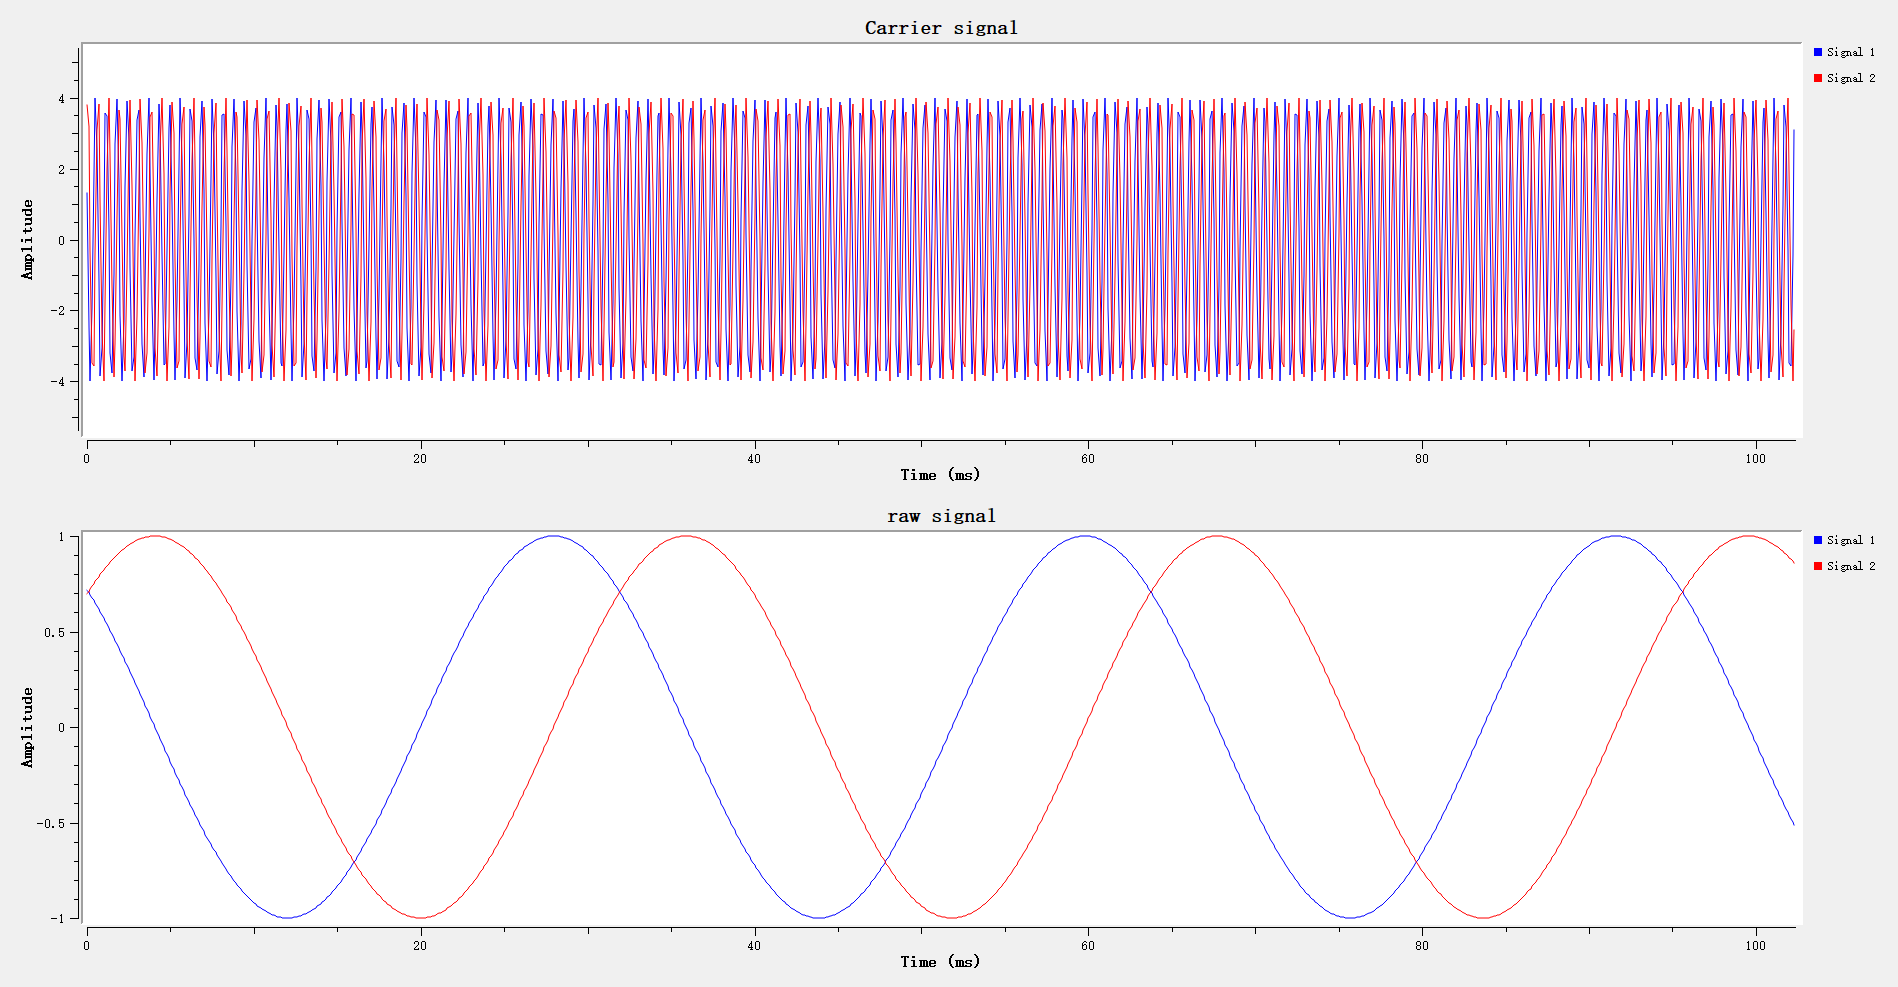 Carrier signal
Signal 1
Signal 2
4
2
0
-2
-4
Amplitude
0 20 40 60 80 100
Time (ms)
raw signal
Signal 1
Signal 2
1
0.5
0
-0.5
-1
Amplitude
0 20 40 60 80 100
Time (ms)